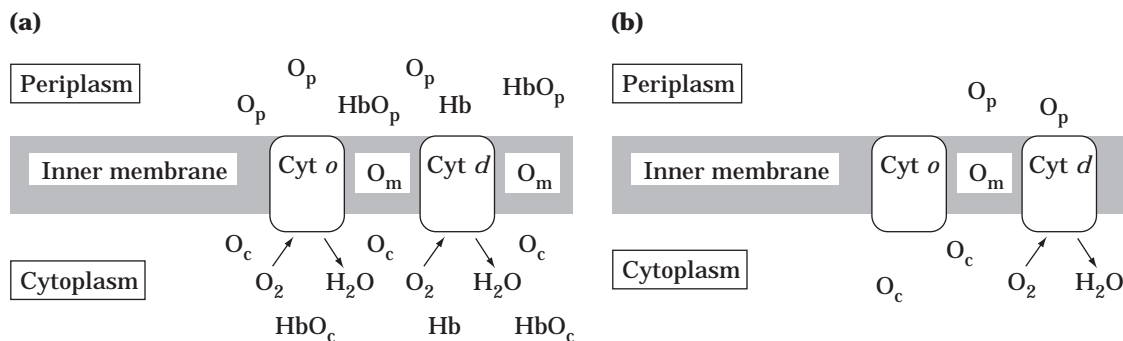 (a)
O_p
O_p
HbO_p
Periplasm
O_p
HbO_p
Hb
Inner membrane
Cyt o
O_m
Cyt d
O_m
O_c
O_c
O_c
Cytoplasm
O_2
H_2O
O_2
H_2O
HbO_c
Hb
HbO_c
(b)
Periplasm
O_p
O_p
Inner membrane
Cyt o
O_m
Cyt d
O_c
Cytoplasm
O_c
O_2
H_2O